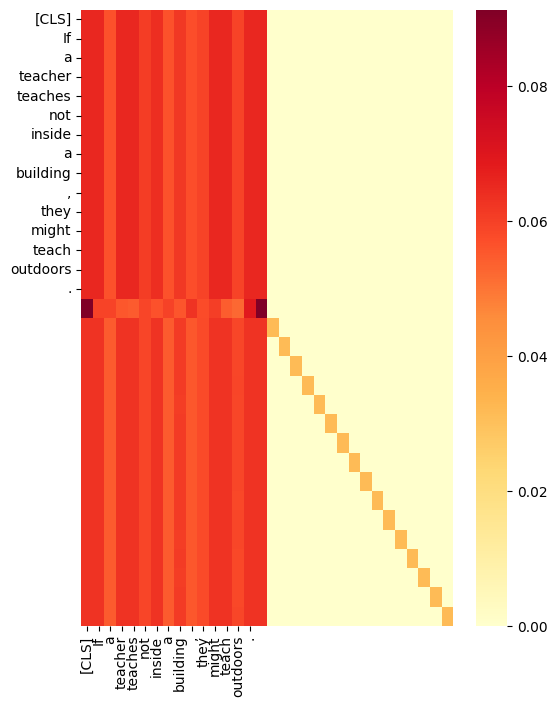 [CLS]
If
a
teacher
teaches
not
inside
a
building
,
they
might
teach
outdoors
.
0.08
0.06
0.04
0.02
0.00
[CLS]
If
a
teacher
teaches
not
inside
a
building
,
they
might
teach
outdoors
.